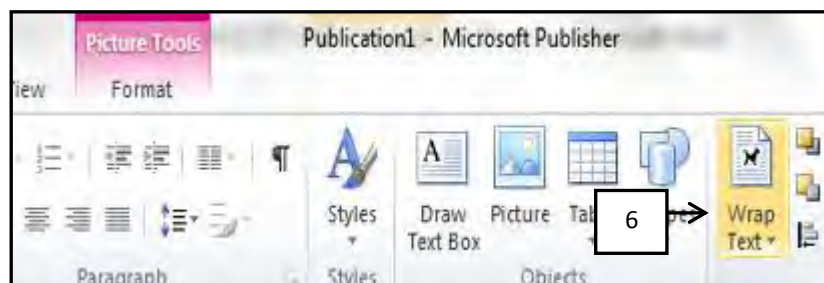 Picture Tools
Publication1 - Microsoft Publisher
iew
Format
¶
A
A
Styles
Draw
Text Box
Picture
Tab
6
Wrap
Text
Paragraph
Styles
Objects